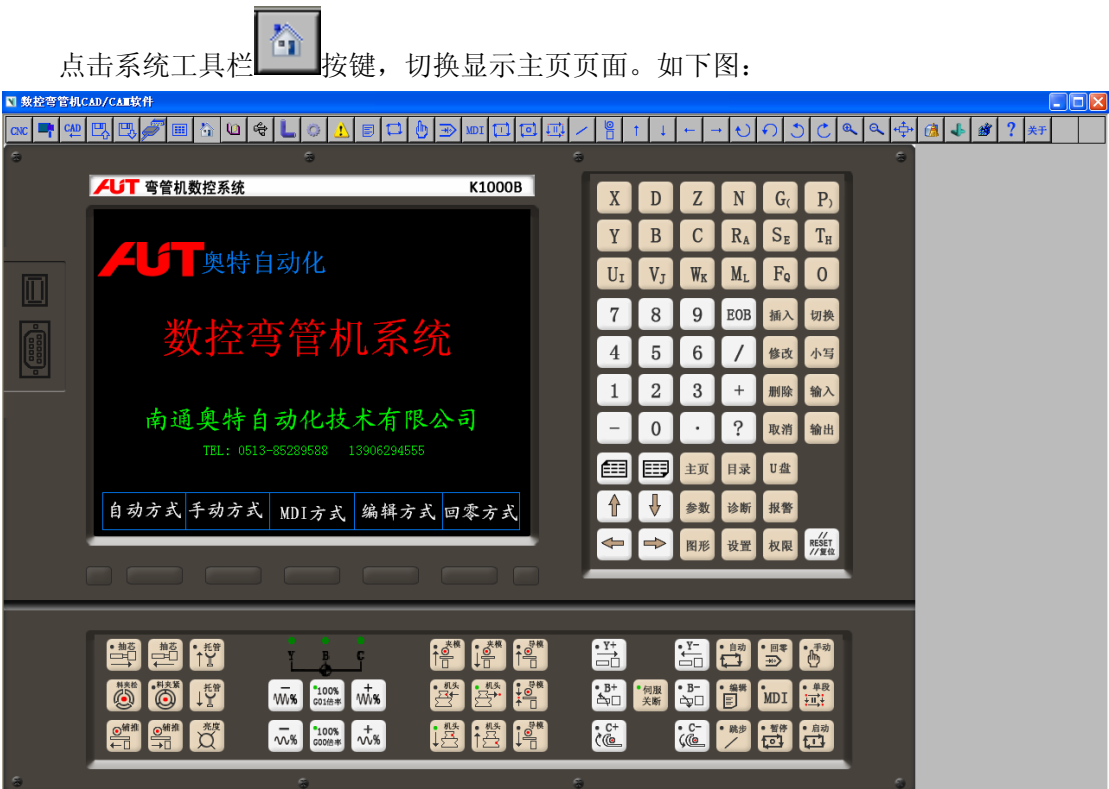 点击系统工具栏 按键，切换显示主页页面。如下图：
数控弯管机CAD/CAM软件
CNC CAD MDI ? 关于
AUT 弯管机数控系统 K1000B
AUT 奥特自动化
数控弯管机系统
南通奥特自动化技术有限公司
TEL: 0513-85289588 13906294555
自动方式 手动方式 MDI方式 编辑方式 回零方式
X D Z N G( P)
Y B C RA SE TH
UI VJ WK ML FQ O
7 8 9 EOB 插入 切换
4 5 6 / 修改 小写
1 2 3 + 删除 输入
- 0 · ? 取消 输出
主页 目录 U盘
参数 诊断 报警
图形 设置 权限 //RESET //复位
抽芯 抽芯 托管
Y B C
夹模 夹模 导模
Y+ Y- 自动 回零 手动
料夹松 料夹紧 托管
-% 100% G01倍率 +%
机头 机头 导模
B+ 伺服关断 B- 编辑 MDI 单段
辅推 辅推 亮度
-% 100% G00倍率 +%
机头 机头 导模
C+ C- 跳步 暂停 启动